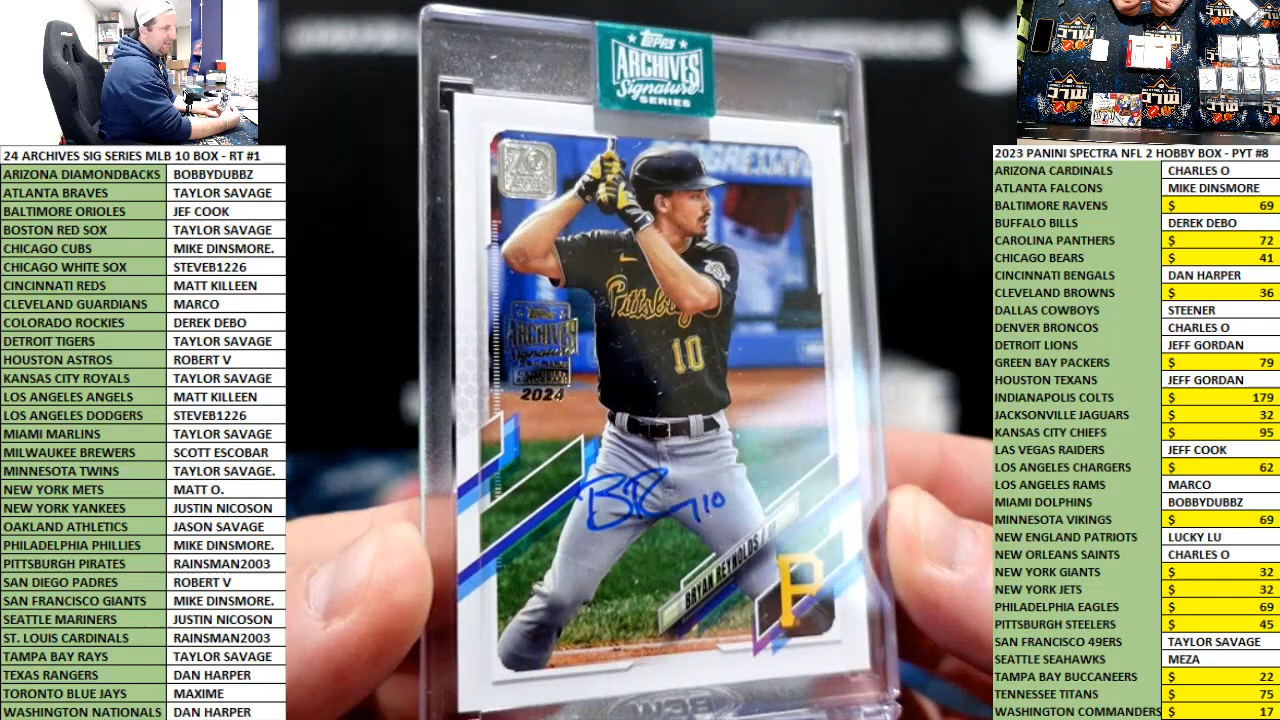 24 ARCHIVES SIG SERIES MLB 10 BOX - RT #1
ARIZONA DIAMONDBACKS BOBBYDUBBZ
ATLANTA BRAVES TAYLOR SAVAGE
BALTIMORE ORIOLES JEF COOK
BOSTON RED SOX TAYLOR SAVAGE
CHICAGO CUBS MIKE DINSMORE.
CHICAGO WHITE SOX STEVEB1226
CINCINNATI REDS MATT KILLEEN
CLEVELAND GUARDIANS MARCO
COLORADO ROCKIES DEREK DEBO
DETROIT TIGERS TAYLOR SAVAGE
HOUSTON ASTROS ROBERT V
KANSAS CITY ROYALS TAYLOR SAVAGE
LOS ANGELES ANGELS MATT KILLEEN
LOS ANGELES DODGERS STEVEB1226
MIAMI MARLINS TAYLOR SAVAGE
MILWAUKEE BREWERS SCOTT ESCOBAR
MINNESOTA TWINS TAYLOR SAVAGE.
NEW YORK METS MATT O.
NEW YORK YANKEES JUSTIN NICOSON
OAKLAND ATHLETICS JASON SAVAGE
PHILADELPHIA PHILLIES MIKE DINSMORE.
PITTSBURGH PIRATES RAINSMAN2003
SAN DIEGO PADRES ROBERT V
SAN FRANCISCO GIANTS MIKE DINSMORE.
SEATTLE MARINERS JUSTIN NICOSON
ST. LOUIS CARDINALS RAINSMAN2003
TAMPA BAY RAYS TAYLOR SAVAGE
TEXAS RANGERS DAN HARPER
TORONTO BLUE JAYS MAXIME
WASHINGTON NATIONALS DAN HARPER
TOPPS
ARCHIVES
Signature
SERIES
70
Pittsburgh
10
TOPPS
ARCHIVES
Signature
2024
BR 10
BRYAN REYNOLDS
P
2023 PANINI SPECTRA NFL 2 HOBBY BOX - PYT #8
ARIZONA CARDINALS CHARLES O
ATLANTA FALCONS MIKE DINSMORE
BALTIMORE RAVENS $ 69
BUFFALO BILLS DEREK DEBO
CAROLINA PANTHERS $ 72
CHICAGO BEARS $ 41
CINCINNATI BENGALS DAN HARPER
CLEVELAND BROWNS $ 36
DALLAS COWBOYS STEENER
DENVER BRONCOS CHARLES O
DETROIT LIONS JEFF GORDAN
GREEN BAY PACKERS $ 79
HOUSTON TEXANS JEFF GORDAN
INDIANAPOLIS COLTS $ 179
JACKSONVILLE JAGUARS $ 32
KANSAS CITY CHIEFS $ 95
LAS VEGAS RAIDERS JEFF COOK
LOS ANGELES CHARGERS $ 62
LOS ANGELES RAMS MARCO
MIAMI DOLPHINS BOBBYDUBBZ
MINNESOTA VIKINGS $ 69
NEW ENGLAND PATRIOTS LUCKY LU
NEW ORLEANS SAINTS CHARLES O
NEW YORK GIANTS $ 32
NEW YORK JETS $ 32
PHILADELPHIA EAGLES $ 69
PITTSBURGH STEELERS $ 45
SAN FRANCISCO 49ERS TAYLOR SAVAGE
SEATTLE SEAHAWKS MEZA
TAMPA BAY BUCCANEERS $ 22
TENNESSEE TITANS $ 75
WASHINGTON COMMANDERS $ 17